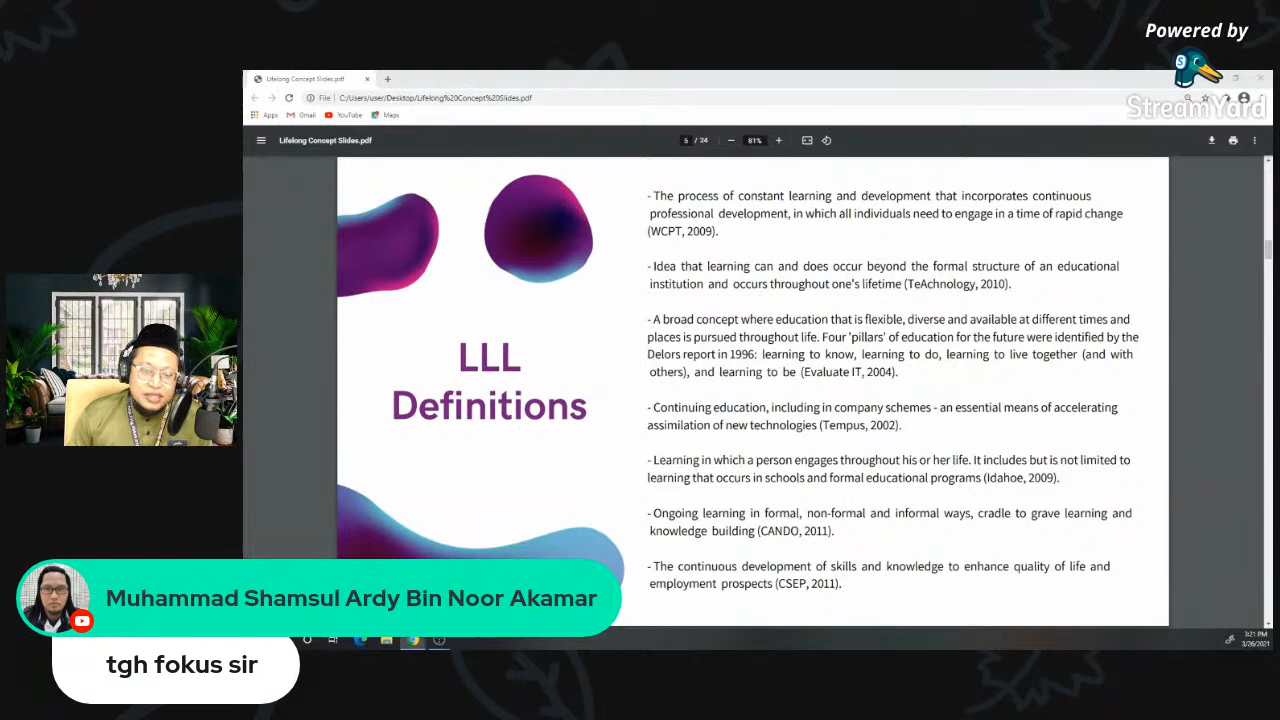 Powered by
StreamYard
Lifelong Concept Slides.pdf
File
C:/Users/user/Desktop/Lifelong%20Concept%20Slides.pdf
Apps
Gmail
YouTube
Maps
Lifelong Concept Slides.pdf
5 / 24
81%
LLL
Definitions
- The process of constant learning and development that incorporates continuous
professional development, in which all individuals need to engage in a time of rapid change
(WCPT, 2009).
- Idea that learning can and does occur beyond the formal structure of an educational
institution and occurs throughout one's lifetime (TeAchnology, 2010).
- A broad concept where education that is flexible, diverse and available at different times and
places is pursued throughout life. Four 'pillars' of education for the future were identified by the
Delors report in 1996: learning to know, learning to do, learning to live together (and with
others), and learning to be (Evaluate IT, 2004).
- Continuing education, including in company schemes - an essential means of accelerating
assimilation of new technologies (Tempus, 2002).
- Learning in which a person engages throughout his or her life. It includes but is not limited to
learning that occurs in schools and formal educational programs (Idahoe, 2009).
- Ongoing learning in formal, non-formal and informal ways, cradle to grave learning and
knowledge building (CANDO, 2011).
- The continuous development of skills and knowledge to enhance quality of life and
employment prospects (CSEP, 2011).
Muhammad Shamsul Ardy Bin Noor Akamar
tgh fokus sir
3:21 PM
3/26/2021